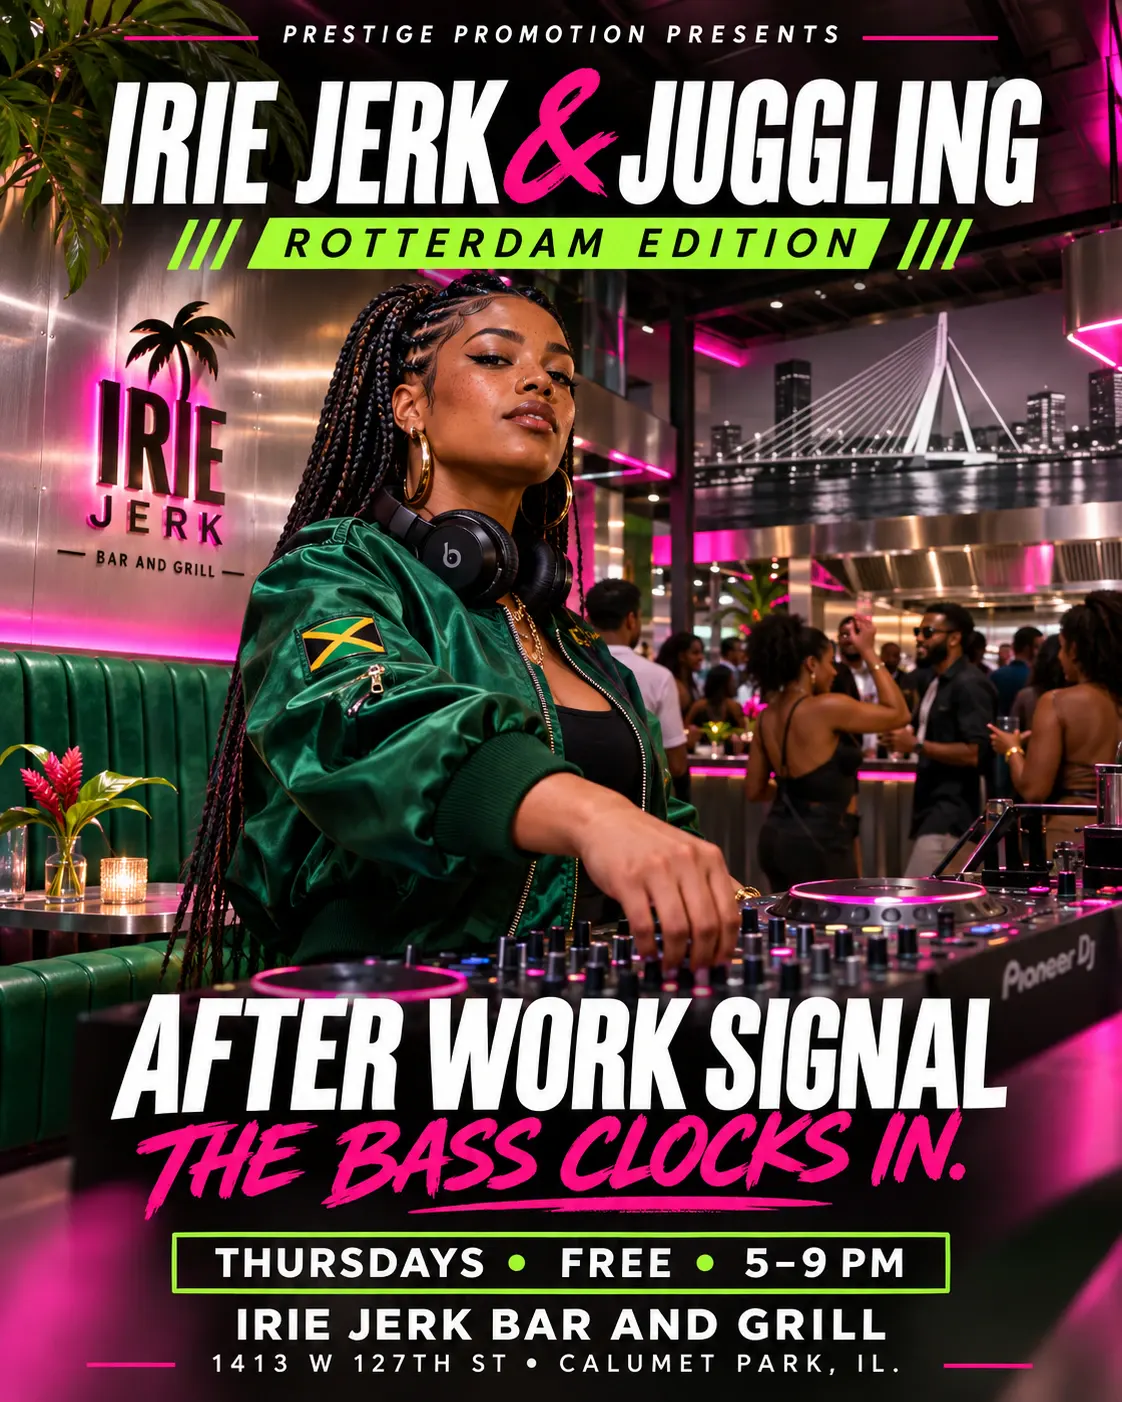 PRESTIGE PROMOTION PRESENTS
IRIE JERK & JUGGLING
ROTTERDAM EDITION
IRIE
JERK
BAR AND GRILL
b
Pioneer Dj
AFTER WORK SIGNAL
THE BASS CLOCKS IN.
THURSDAYS • FREE • 5–9 PM
IRIE JERK BAR AND GRILL
1413 W 127TH ST • CALUMET PARK, IL.